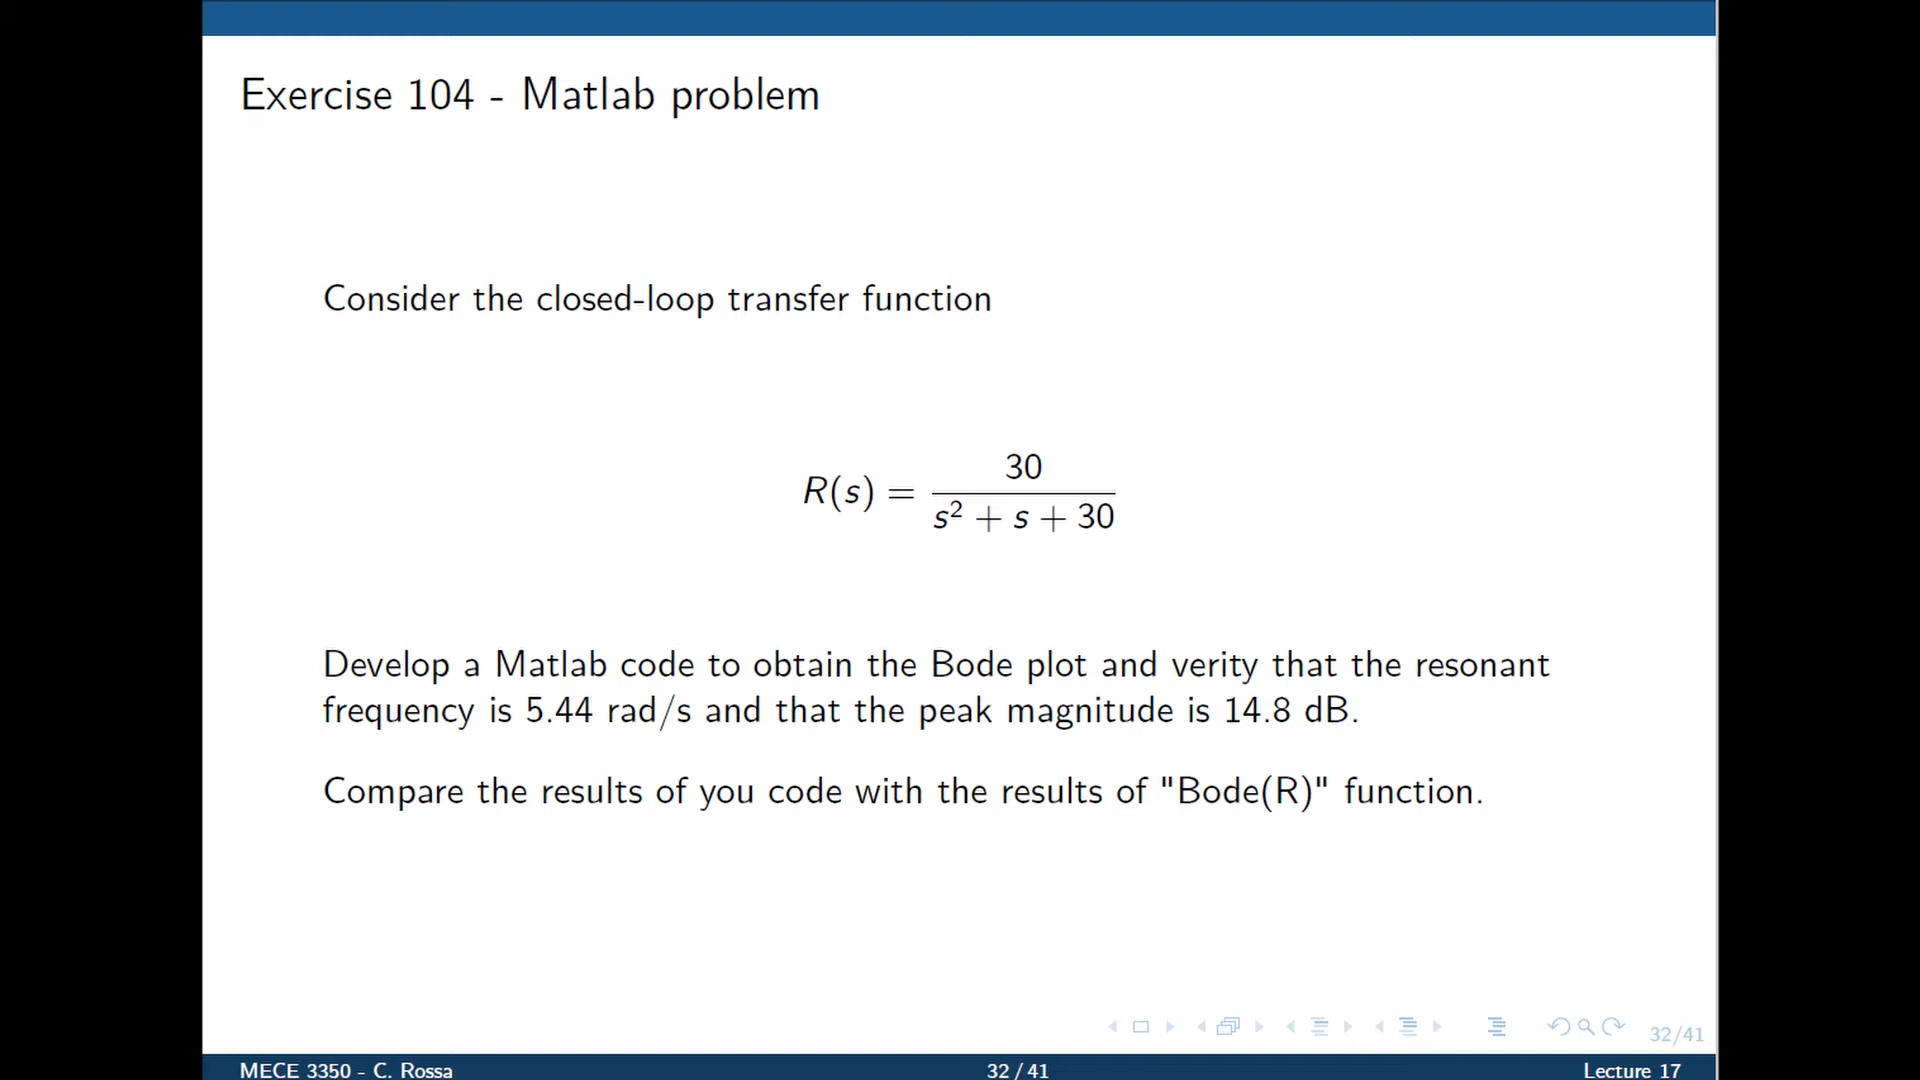 Exercise 104 - Matlab problem
Consider the closed-loop transfer function
R(s) = 30 / (s² + s + 30)
Develop a Matlab code to obtain the Bode plot and verity that the resonant
frequency is 5.44 rad/s and that the peak magnitude is 14.8 dB.
Compare the results of you code with the results of "Bode(R)" function.
32/41
MECE 3350 - C. Rossa 32 / 41 Lecture 17